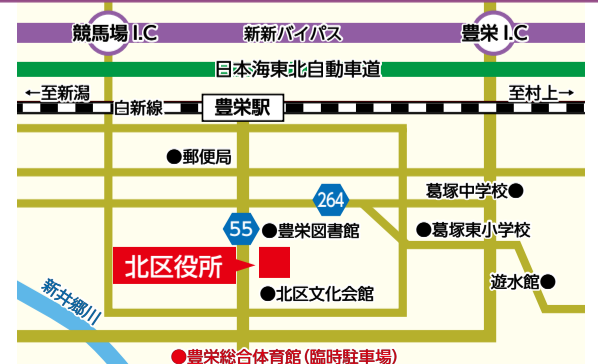 競馬場 I.C
新新バイパス
豊栄 I.C
日本海東北自動車道
←至新潟
至村上→
白新線
豊栄駅
●郵便局
264
葛塚中学校●
55
●豊栄図書館
●葛塚東小学校
北区役所
遊水館●
●北区文化会館
新井郷川
●豊栄総合体育館(臨時駐車場)